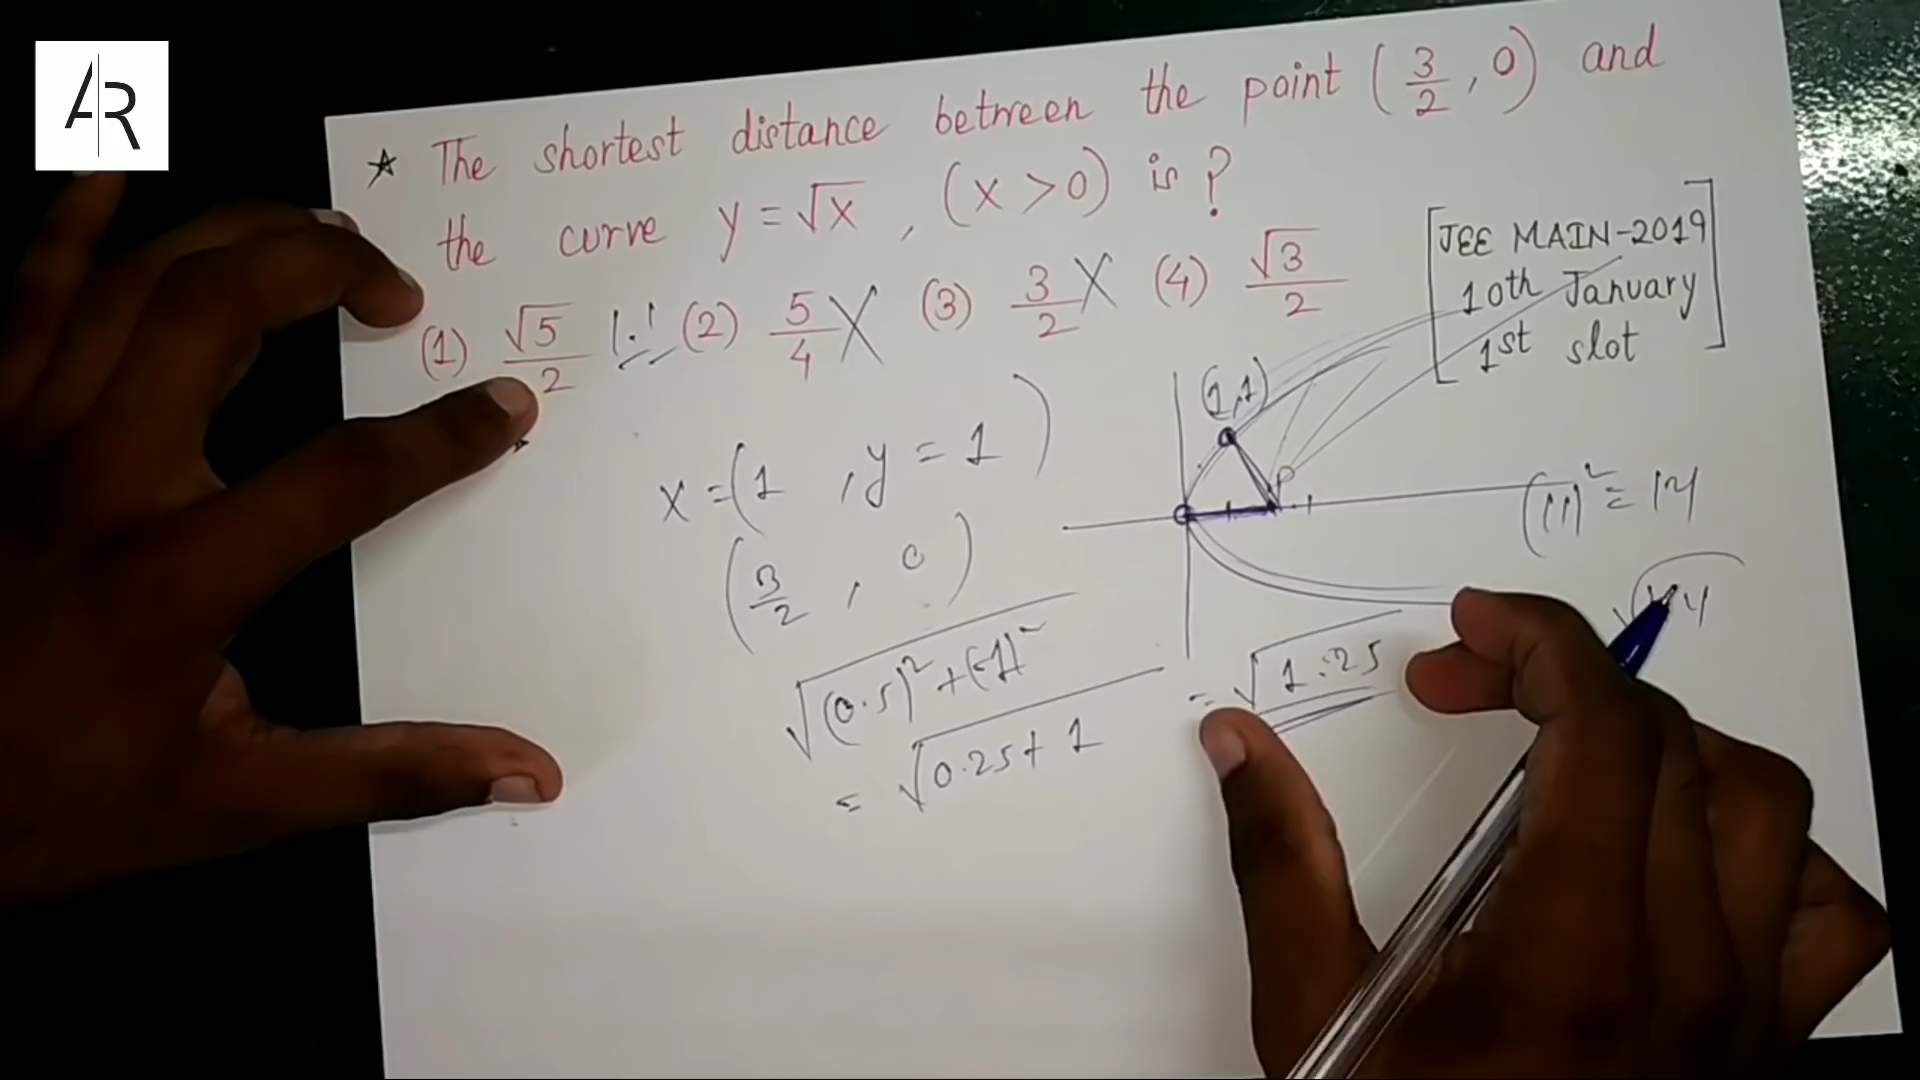 AR
★ The shortest distance between the point (3/2, 0) and
the curve y = √x, (x > 0) is ?
(1) √5/2 (2) 5/4 X (3) 3/2 X (4) √3/2
[JEE MAIN-2019
10th January
1st slot]
(1,1)
P
x = (1 , y = 1)
(3/2 , 0)
√(0.5)² + (-1)²
= √0.25 + 1
= √1.25